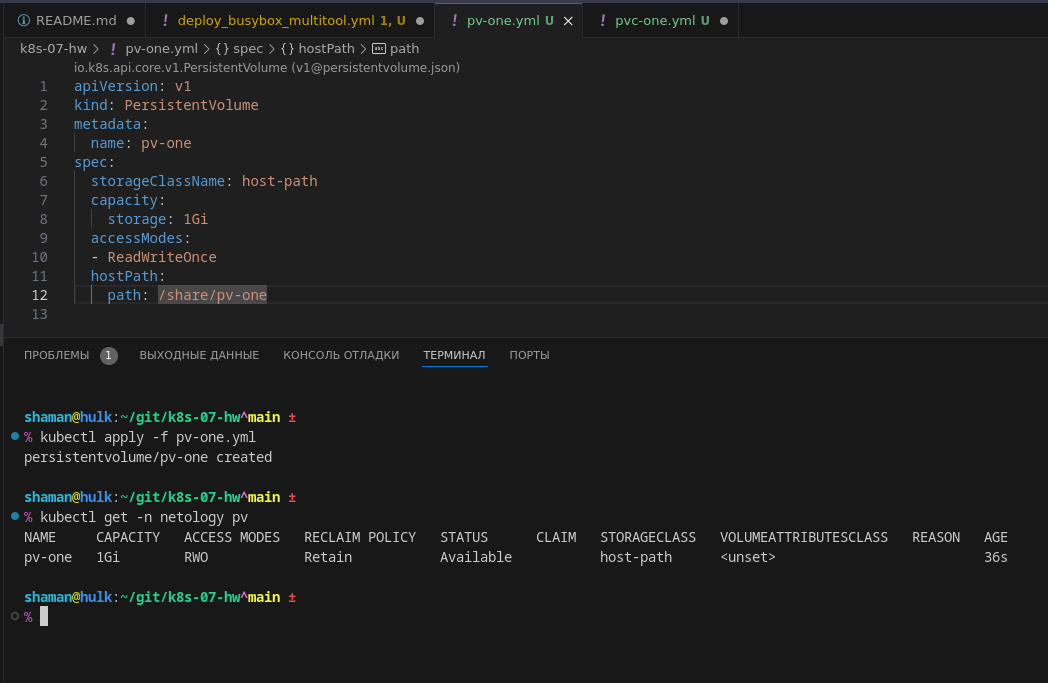 README.md ●
! deploy_busybox_multitool.yml 1, U ●
! pv-one.yml U ×
! pvc-one.yml U ●
k8s-07-hw > ! pv-one.yml > {} spec > {} hostPath > abc path
io.k8s.api.core.v1.PersistentVolume (v1@persistentvolume.json)
1 apiVersion: v1
2 kind: PersistentVolume
3 metadata:
4   name: pv-one
5 spec:
6   storageClassName: host-path
7   capacity:
8     storage: 1Gi
9   accessModes:
10   - ReadWriteOnce
11   hostPath:
12     path: /share/pv-one
13
ПРОБЛЕМЫ 1 ВЫХОДНЫЕ ДАННЫЕ КОНСОЛЬ ОТЛАДКИ ТЕРМИНАЛ ПОРТЫ
shaman@hulk:~/git/k8s-07-hw^main ±
% kubectl apply -f pv-one.yml
persistentvolume/pv-one created
shaman@hulk:~/git/k8s-07-hw^main ±
% kubectl get -n netology pv
NAME CAPACITY ACCESS MODES RECLAIM POLICY STATUS CLAIM STORAGECLASS VOLUMEATTRIBUTESCLASS REASON AGE
pv-one 1Gi RWO Retain Available host-path <unset> 36s
shaman@hulk:~/git/k8s-07-hw^main ±
%